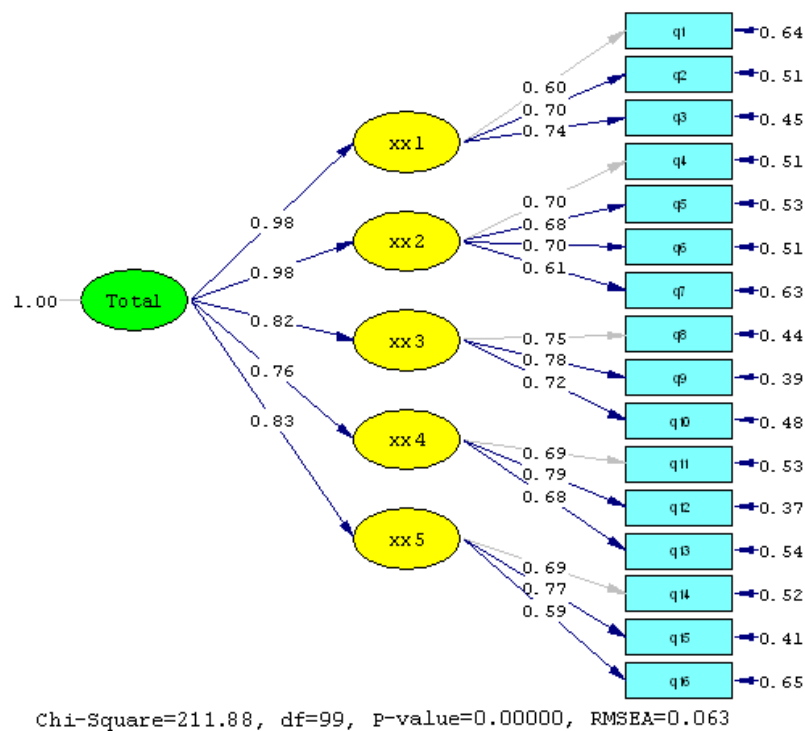 q1 0.64
q2 0.51
0.60
0.70
q3 0.45
0.74
xx1
q4 0.51
0.70
q5 0.53
0.68
0.98
xx2
q6 0.51
0.70
0.61
0.98
q7 0.63
1.00 Total
0.82
q8 0.44
0.75
xx3
0.78
0.76
q9 0.39
0.72
0.83
q10 0.48
xx4
0.69
q11 0.53
0.79
0.68
q12 0.37
xx5
q13 0.54
0.69
0.77
q14 0.52
0.59
q15 0.41
q16 0.65
Chi-Square=211.88, df=99, P-value=0.00000, RMSEA=0.063